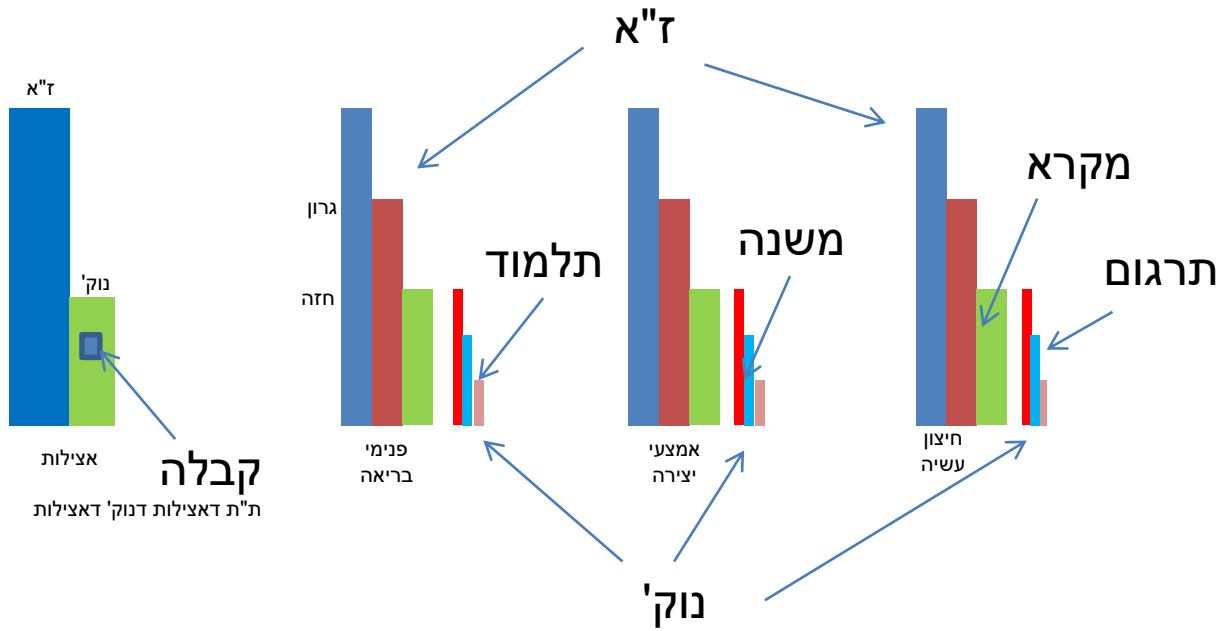 ז"א
ז"א
מקרא
גרון
משנה
תלמוד
תרגום
נוק'
חזה
חיצון
עשיה
אמצעי
יצירה
פנימי
בריאה
אצילות
קבלה
ת"ת דאצילות דנוק' דאצילות
נוק'